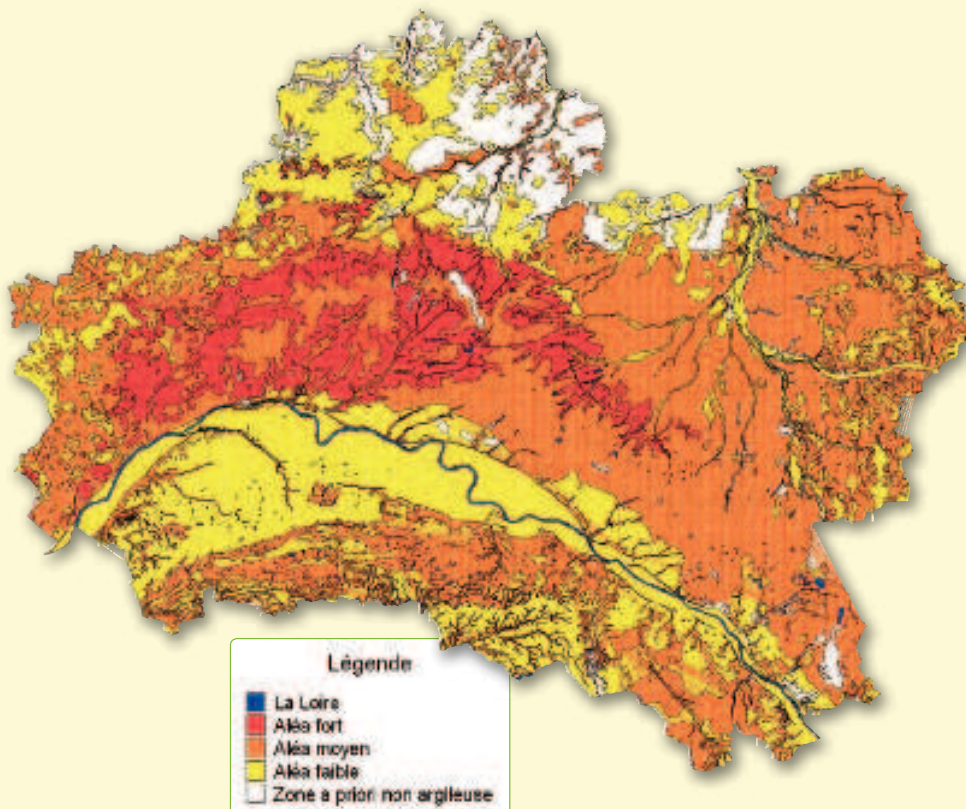 Légende
La Loire
Aléa fort
Aléa moyen
Aléa faible
Zone a priori non argileuse